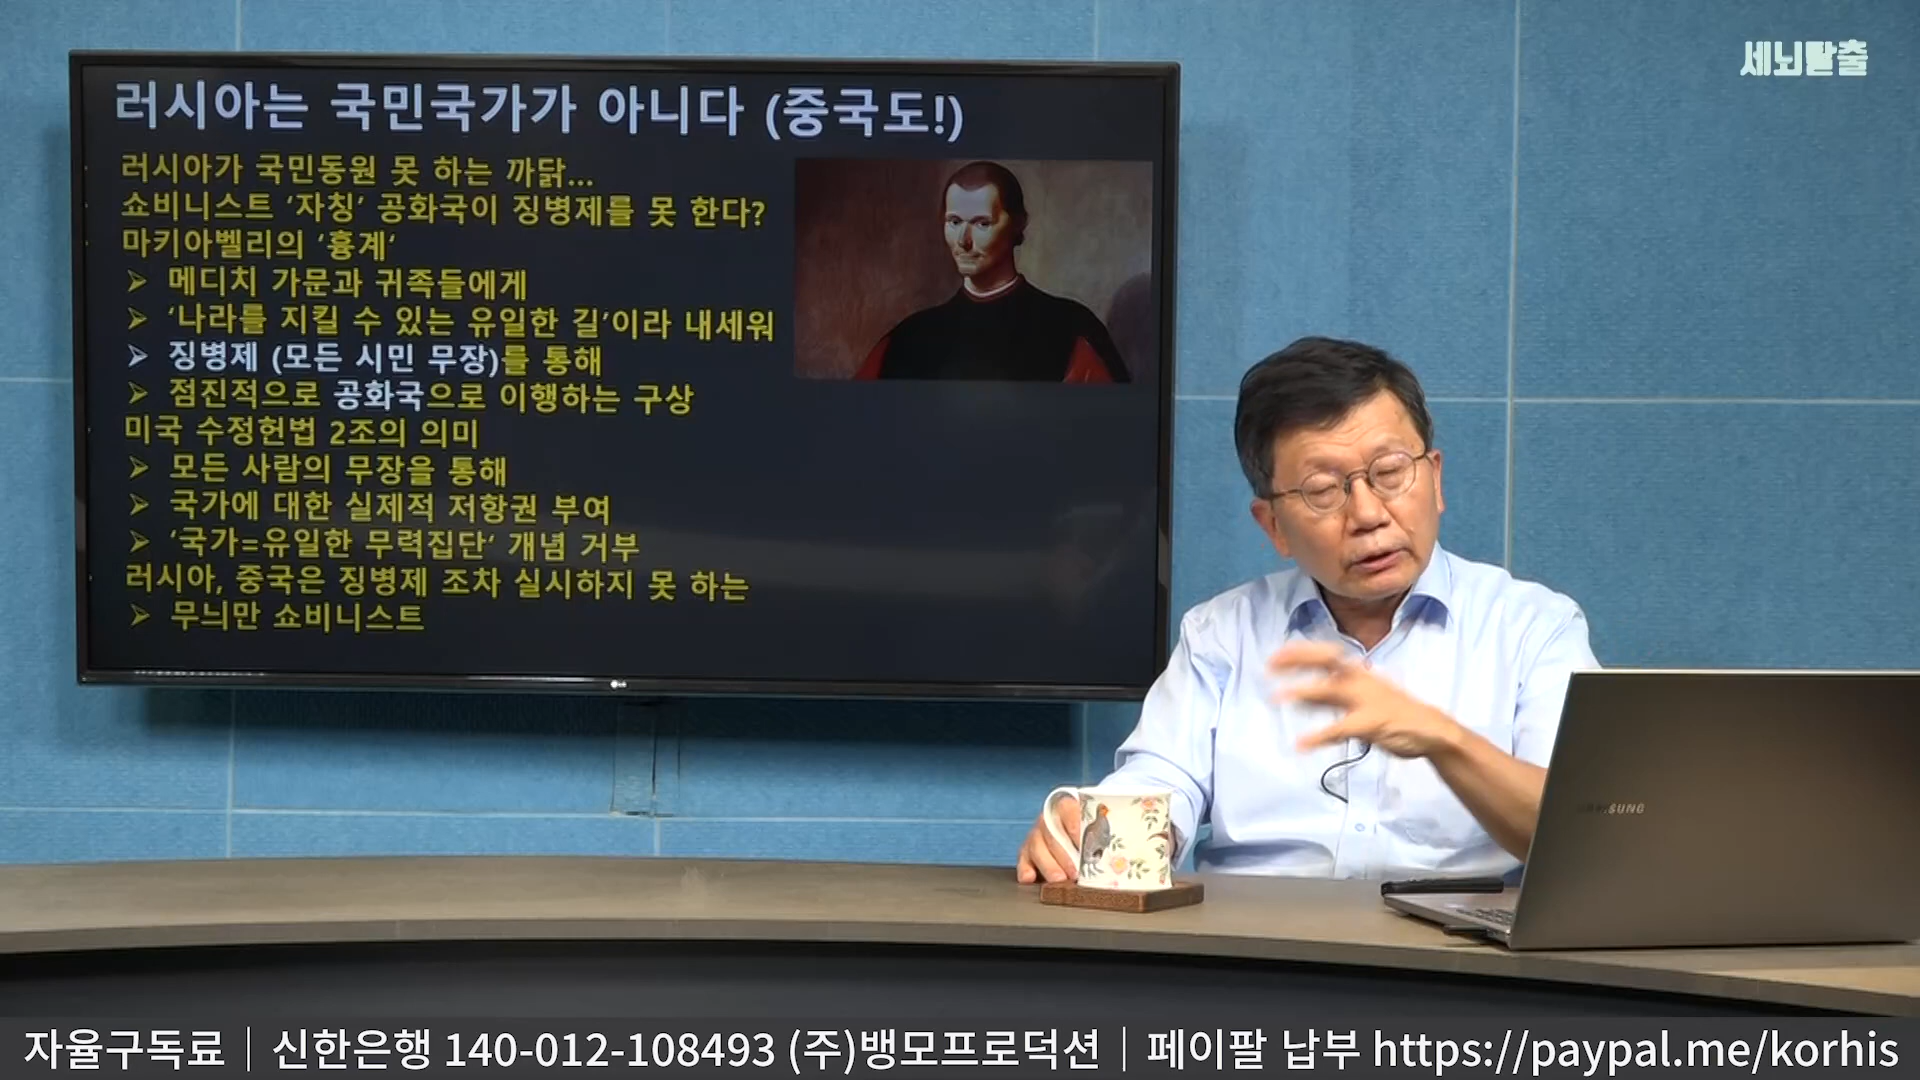 세뇌탈출
러시아는 국민국가가 아니다 (중국도!)
러시아가 국민동원 못 하는 까닭...
쇼비니스트 ‘자칭’ 공화국이 징병제를 못 한다?
마키아벨리의 ‘흉계‘
➢ 메디치 가문과 귀족들에게
➢ ‘나라를 지킬 수 있는 유일한 길’이라 내세워
➢ 징병제 (모든 시민 무장)를 통해
➢ 점진적으로 공화국으로 이행하는 구상
미국 수정헌법 2조의 의미
➢ 모든 사람의 무장을 통해
➢ 국가에 대한 실제적 저항권 부여
➢ ‘국가=유일한 무력집단‘ 개념 거부
러시아, 중국은 징병제 조차 실시하지 못 하는
➢ 무늬만 쇼비니스트
LG
SAMSUNG
자율구독료｜신한은행 140-012-108493 (주)뱅모프로덕션｜페이팔 납부 https://paypal.me/korhis